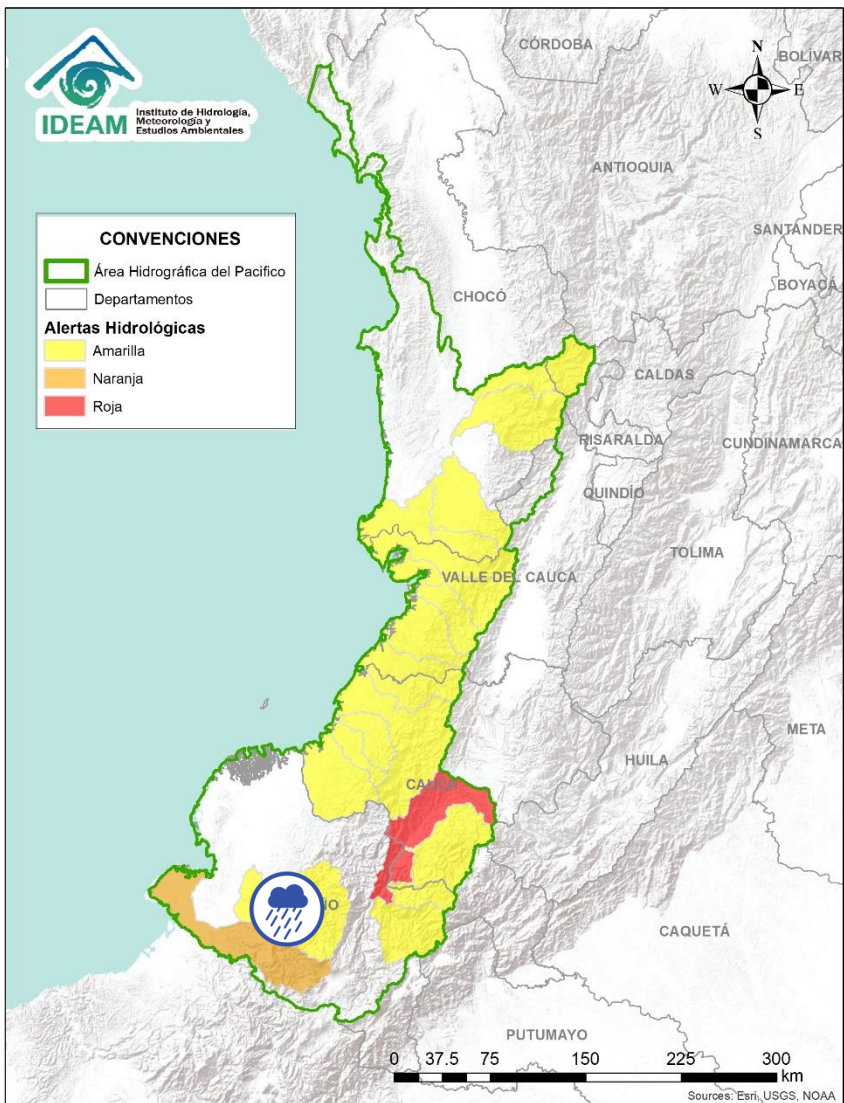 IDEAM
Instituto de Hidrología,
Meteorología y
Estudios Ambientales
N
W
E
S
CONVENCIONES
Área Hidrográfica del Pacifico
Departamentos
Alertas Hidrológicas
Amarilla
Naranja
Roja
CÓRDOBA
BOLÍVAR
ANTIOQUIA
SANTANDER
BOYACÁ
CHOCÓ
CALDAS
RISARALDA
CUNDINAMARCA
QUINDÍO
TOLIMA
VALLE DEL CAUCA
META
HUILA
CAUCA
CAQUETÁ
PUTUMAYO
0 37.5 75 150 225 300
km
Sources: Esri, USGS, NOAA